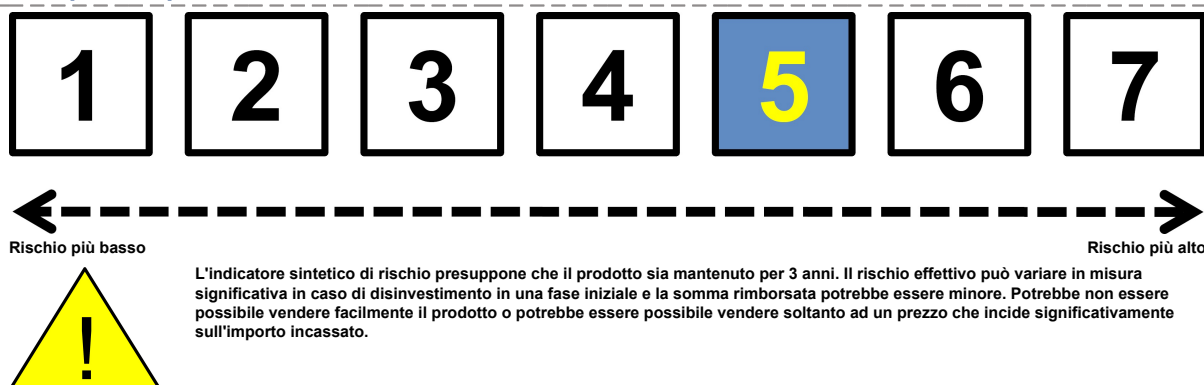 1 2 3 4 5 6 7
Rischio più basso Rischio più alto
L'indicatore sintetico di rischio presuppone che il prodotto sia mantenuto per 3 anni. Il rischio effettivo può variare in misura
significativa in caso di disinvestimento in una fase iniziale e la somma rimborsata potrebbe essere minore. Potrebbe non essere
possibile vendere facilmente il prodotto o potrebbe essere possibile vendere soltanto ad un prezzo che incide significativamente
sull'importo incassato.
!